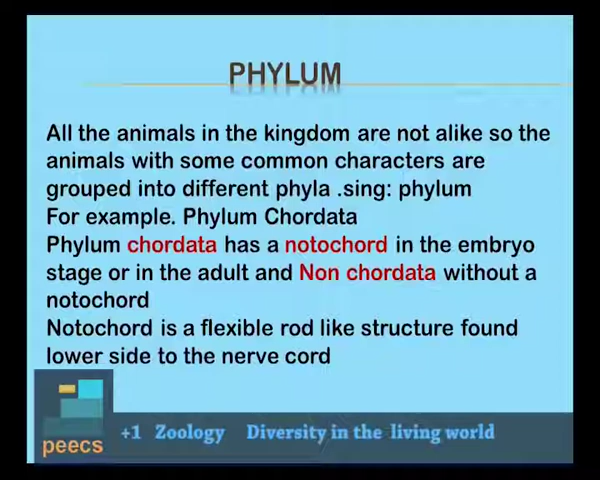 PHYLUM
All the animals in the kingdom are not alike so the
animals with some common characters are
grouped into different phyla .sing: phylum
For example. Phylum Chordata
Phylum chordata has a notochord in the embryo
stage or in the adult and Non chordata without a
notochord
Notochord is a flexible rod like structure found
lower side to the nerve cord
peecs
+1 Zoology Diversity in the living world